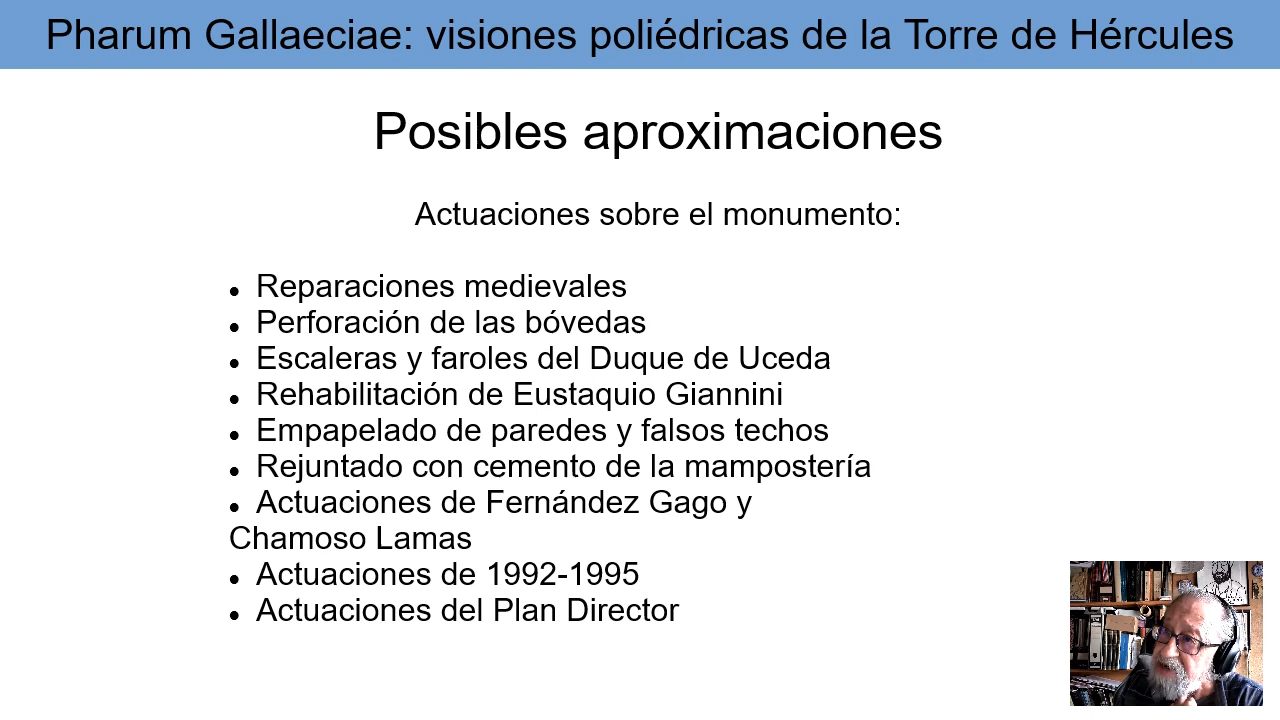 Pharum Gallaeciae: visiones poliédricas de la Torre de Hércules
Posibles aproximaciones
Actuaciones sobre el monumento:
● Reparaciones medievales
● Perforación de las bóvedas
● Escaleras y faroles del Duque de Uceda
● Rehabilitación de Eustaquio Giannini
● Empapelado de paredes y falsos techos
● Rejuntado con cemento de la mampostería
● Actuaciones de Fernández Gago y
Chamoso Lamas
● Actuaciones de 1992-1995
● Actuaciones del Plan Director